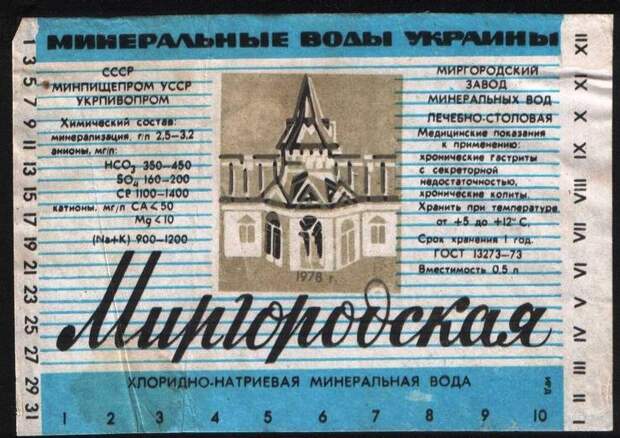 МИНЕРАЛЬНЫЕ ВОДЫ УКРАИНЫ
СССР
МИНПИЩЕПРОМ УССР
УКРПИВОПРОМ
Химический состав:
минерализация, г/л 2,5–3,2
анионы, мг/л:
HCO3 350–450
SO4 160–200
CP 1100–1400
катионы, мг/л CA<50
Mg<10
(Na+K) 900–1200
1978 г.
МИРГОРОДСКИЙ
ЗАВОД
МИНЕРАЛЬНЫХ ВОД
ЛЕЧЕБНО-СТОЛОВАЯ
Медицинские показания
к применению:
хронические гастриты
с секреторной
недостаточностью,
хронические колиты.
Хранить при температуре
от +5 до +12°С,
Срок хранения 1 год.
ГОСТ 13273–73
Вместимость 0,5 л
Миргородская
ХЛОРИДНО-НАТРИЕВАЯ МИНЕРАЛЬНАЯ ВОДА
1 3 5 7 9 11 13 15 17 19 21 23 25 27 29 31
1 2 3 4 5 6 7 8 9 10
I II III IV V VI VII VIII IX X XI XII